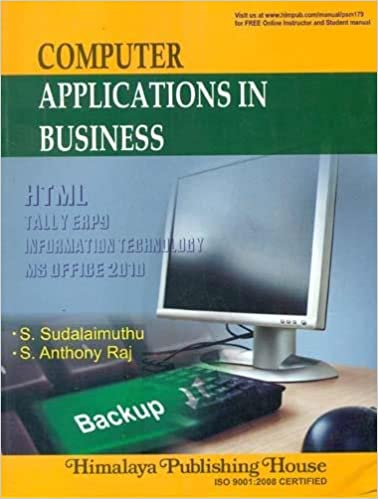 Visit us at www.himpub.com/manual/psm179
for FREE Online Instructor and Student manual
COMPUTER
APPLICATIONS IN
BUSINESS
HTML
TALLY ERP9
INFORMATION TECHNOLOGY
MS OFFICE 2010
• S. Sudalaimuthu
• S. Anthony Raj
Backup
Himalaya Publishing House
ISO 9001:2008 CERTIFIED